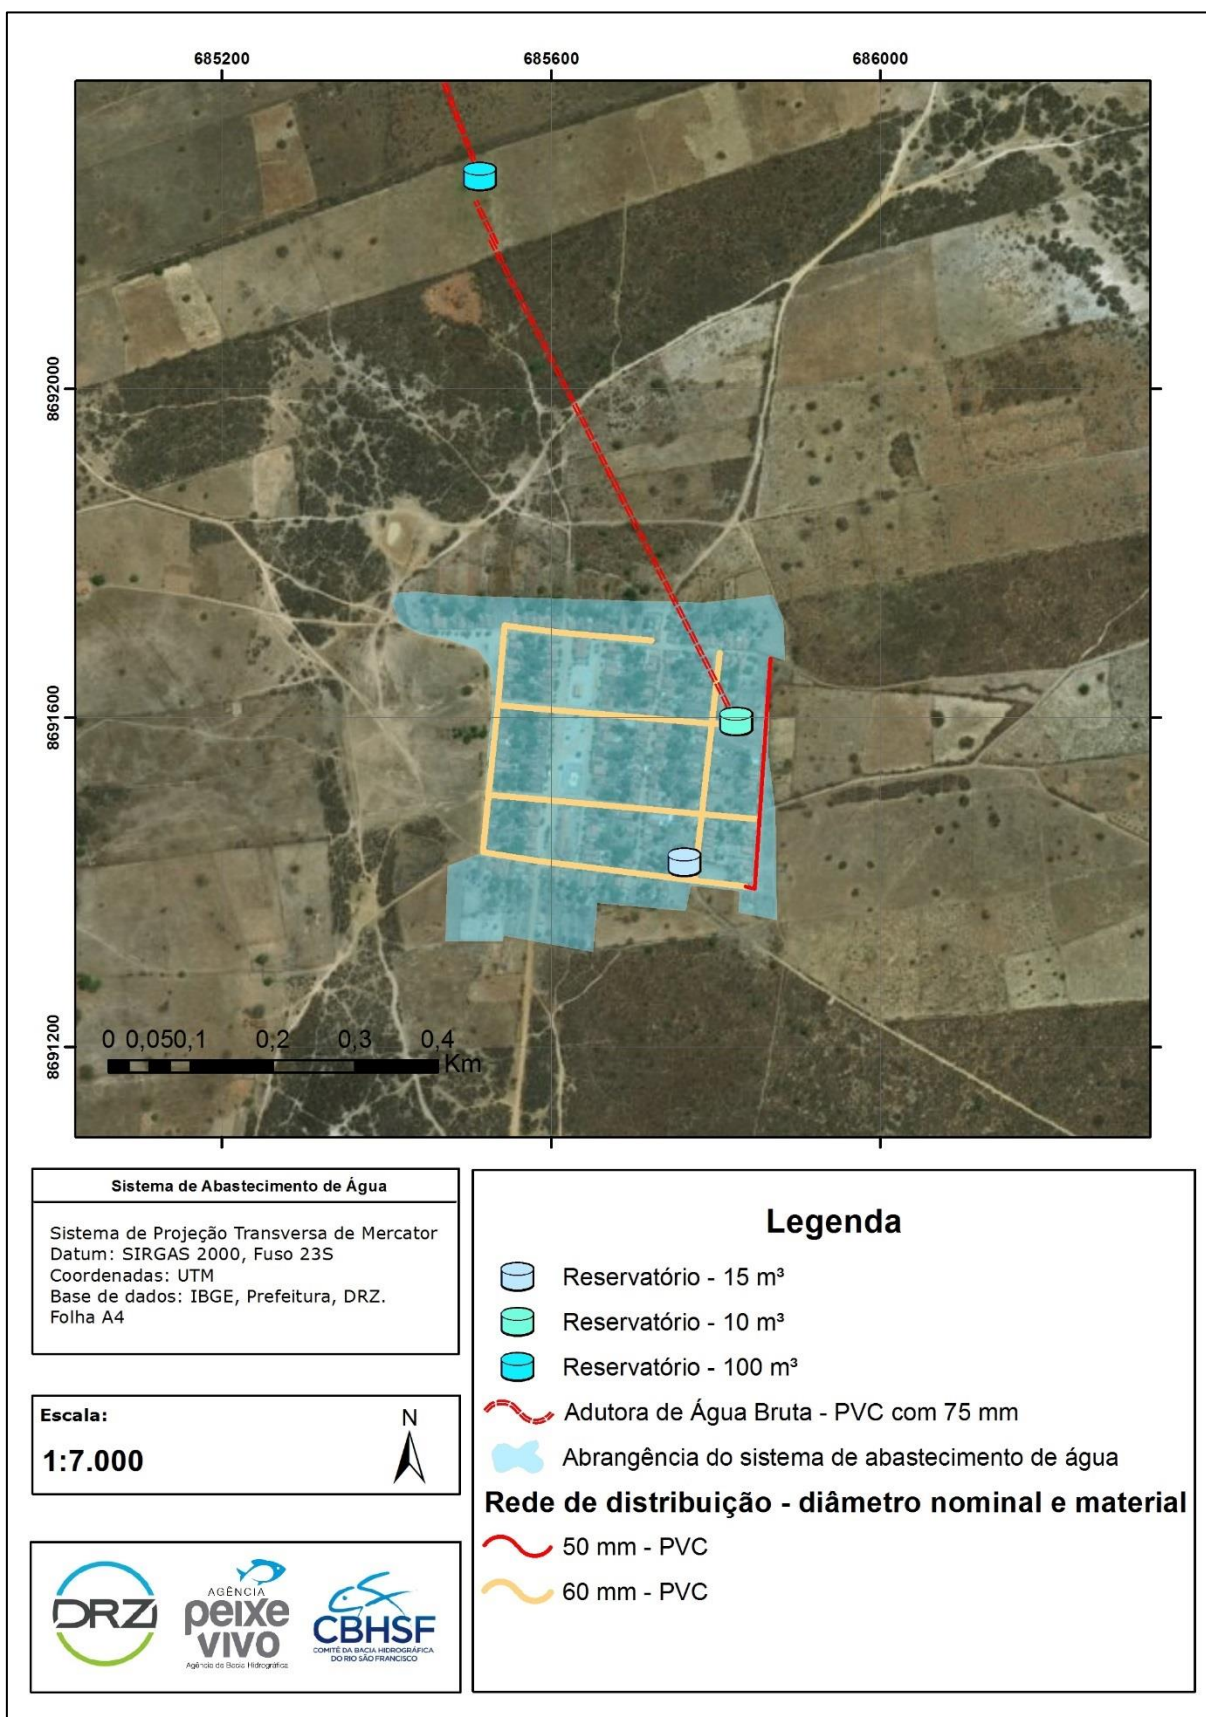 685200 685600 686000
8692000
8691600
8691200
0 0,050,1 0,2 0,3 0,4
Km
Sistema de Abastecimento de Água
Sistema de Projeção Transversa de Mercator
Datum: SIRGAS 2000, Fuso 23S
Coordenadas: UTM
Base de dados: IBGE, Prefeitura, DRZ.
Folha A4
Escala:
1:7.000
N
DRZ
AGÊNCIA
peixe
vivo
Agência de Bacia Hidrográfica
CBHSF
COMITÊ DA BACIA HIDROGRÁFICA
DO RIO SÃO FRANCISCO
Legenda
Reservatório - 15 m³
Reservatório - 10 m³
Reservatório - 100 m³
Adutora de Água Bruta - PVC com 75 mm
Abrangência do sistema de abastecimento de água
Rede de distribuição - diâmetro nominal e material
50 mm - PVC
60 mm - PVC